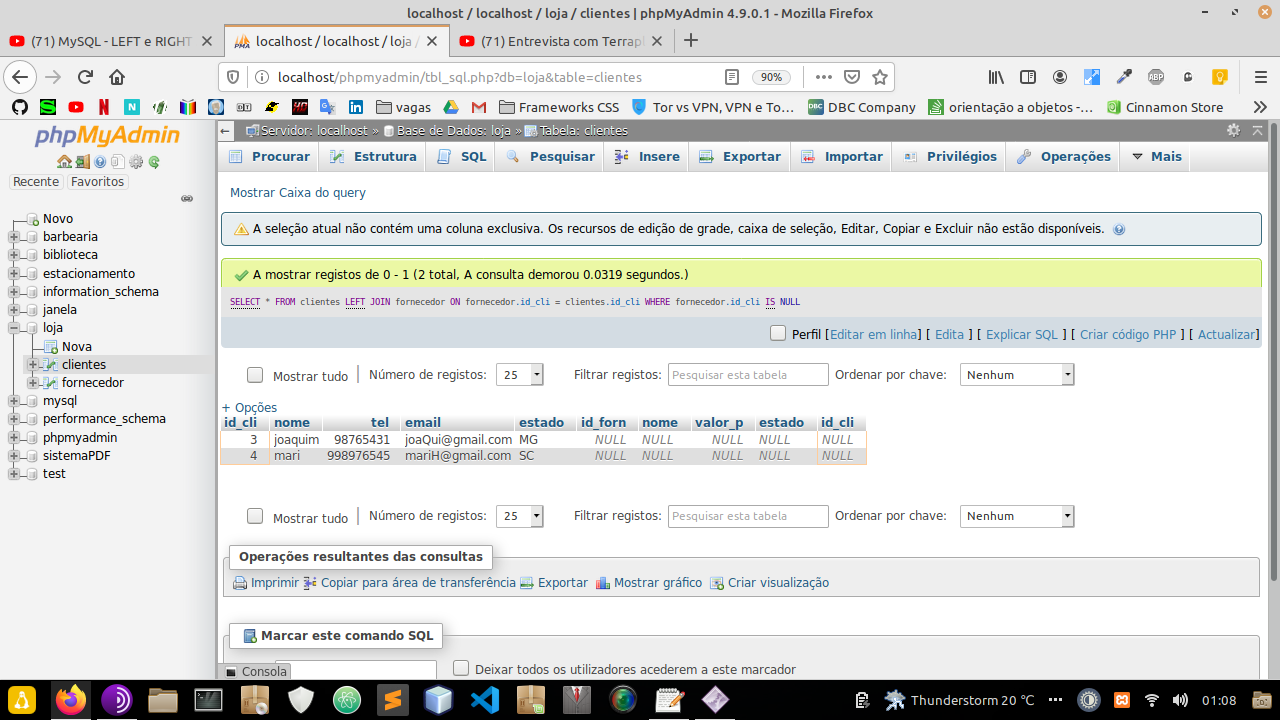 localhost / localhost / loja / clientes | phpMyAdmin 4.9.0.1 - Mozilla Firefox
(71) MySQL - LEFT e RIGHT
localhost / localhost / loja /
(71) Entrevista com Terrapl
localhost/phpmyadmin/tbl_sql.php?db=loja&table=clientes
90%
vagas
Frameworks CSS
Tor vs VPN, VPN e To…
DBC Company
orientação a objetos -…
Cinnamon Store
phpMyAdmin
Recente
Favoritos
Novo
barbearia
biblioteca
estacionamento
information_schema
janela
loja
Nova
clientes
fornecedor
mysql
performance_schema
phpmyadmin
sistemaPDF
test
Servidor: localhost » Base de Dados: loja » Tabela: clientes
Procurar Estrutura SQL Pesquisar Insere Exportar Importar Privilégios Operações Mais
Mostrar Caixa do query
A seleção atual não contém uma coluna exclusiva. Os recursos de edição de grade, caixa de seleção, Editar, Copiar e Excluir não estão disponíveis.
A mostrar registos de 0 - 1 (2 total, A consulta demorou 0.0319 segundos.)
SELECT * FROM clientes LEFT JOIN fornecedor ON fornecedor.id_cli = clientes.id_cli WHERE fornecedor.id_cli IS NULL
Perfil [Editar em linha] [ Edita ] [ Explicar SQL ] [ Criar código PHP ] [ Actualizar]
Mostrar tudo | Número de registos: 25 Filtrar registos: Pesquisar esta tabela Ordenar por chave: Nenhum
+ Opções
id_cli nome tel email estado id_forn nome valor_p estado id_cli
3 joaquim 98765431 joaQui@gmail.com MG NULL NULL NULL NULL NULL
4 mari 998976545 mariH@gmail.com SC NULL NULL NULL NULL NULL
Mostrar tudo | Número de registos: 25 Filtrar registos: Pesquisar esta tabela Ordenar por chave: Nenhum
Operações resultantes das consultas
Imprimir Copiar para área de transferência Exportar Mostrar gráfico Criar visualização
Marcar este comando SQL
Deixar todos os utilizadores acederem a este marcador
Consola
Thunderstorm 20 °C
01:08